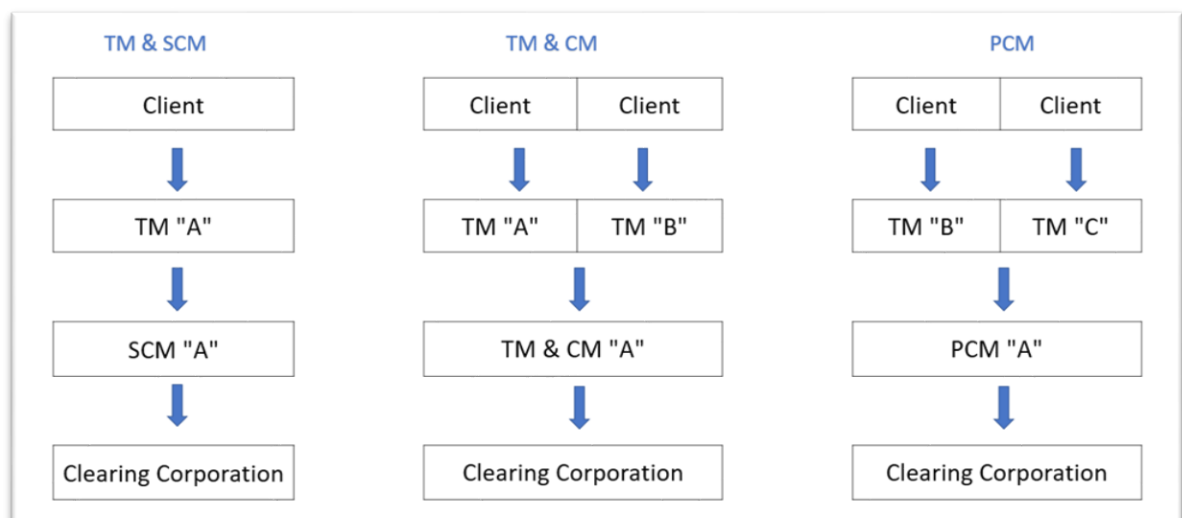 TM & SCM
TM & CM
PCM
Client
Client
Client
Client
Client
TM "A"
TM "A"
TM "B"
TM "B"
TM "C"
SCM "A"
TM & CM "A"
PCM "A"
Clearing Corporation
Clearing Corporation
Clearing Corporation